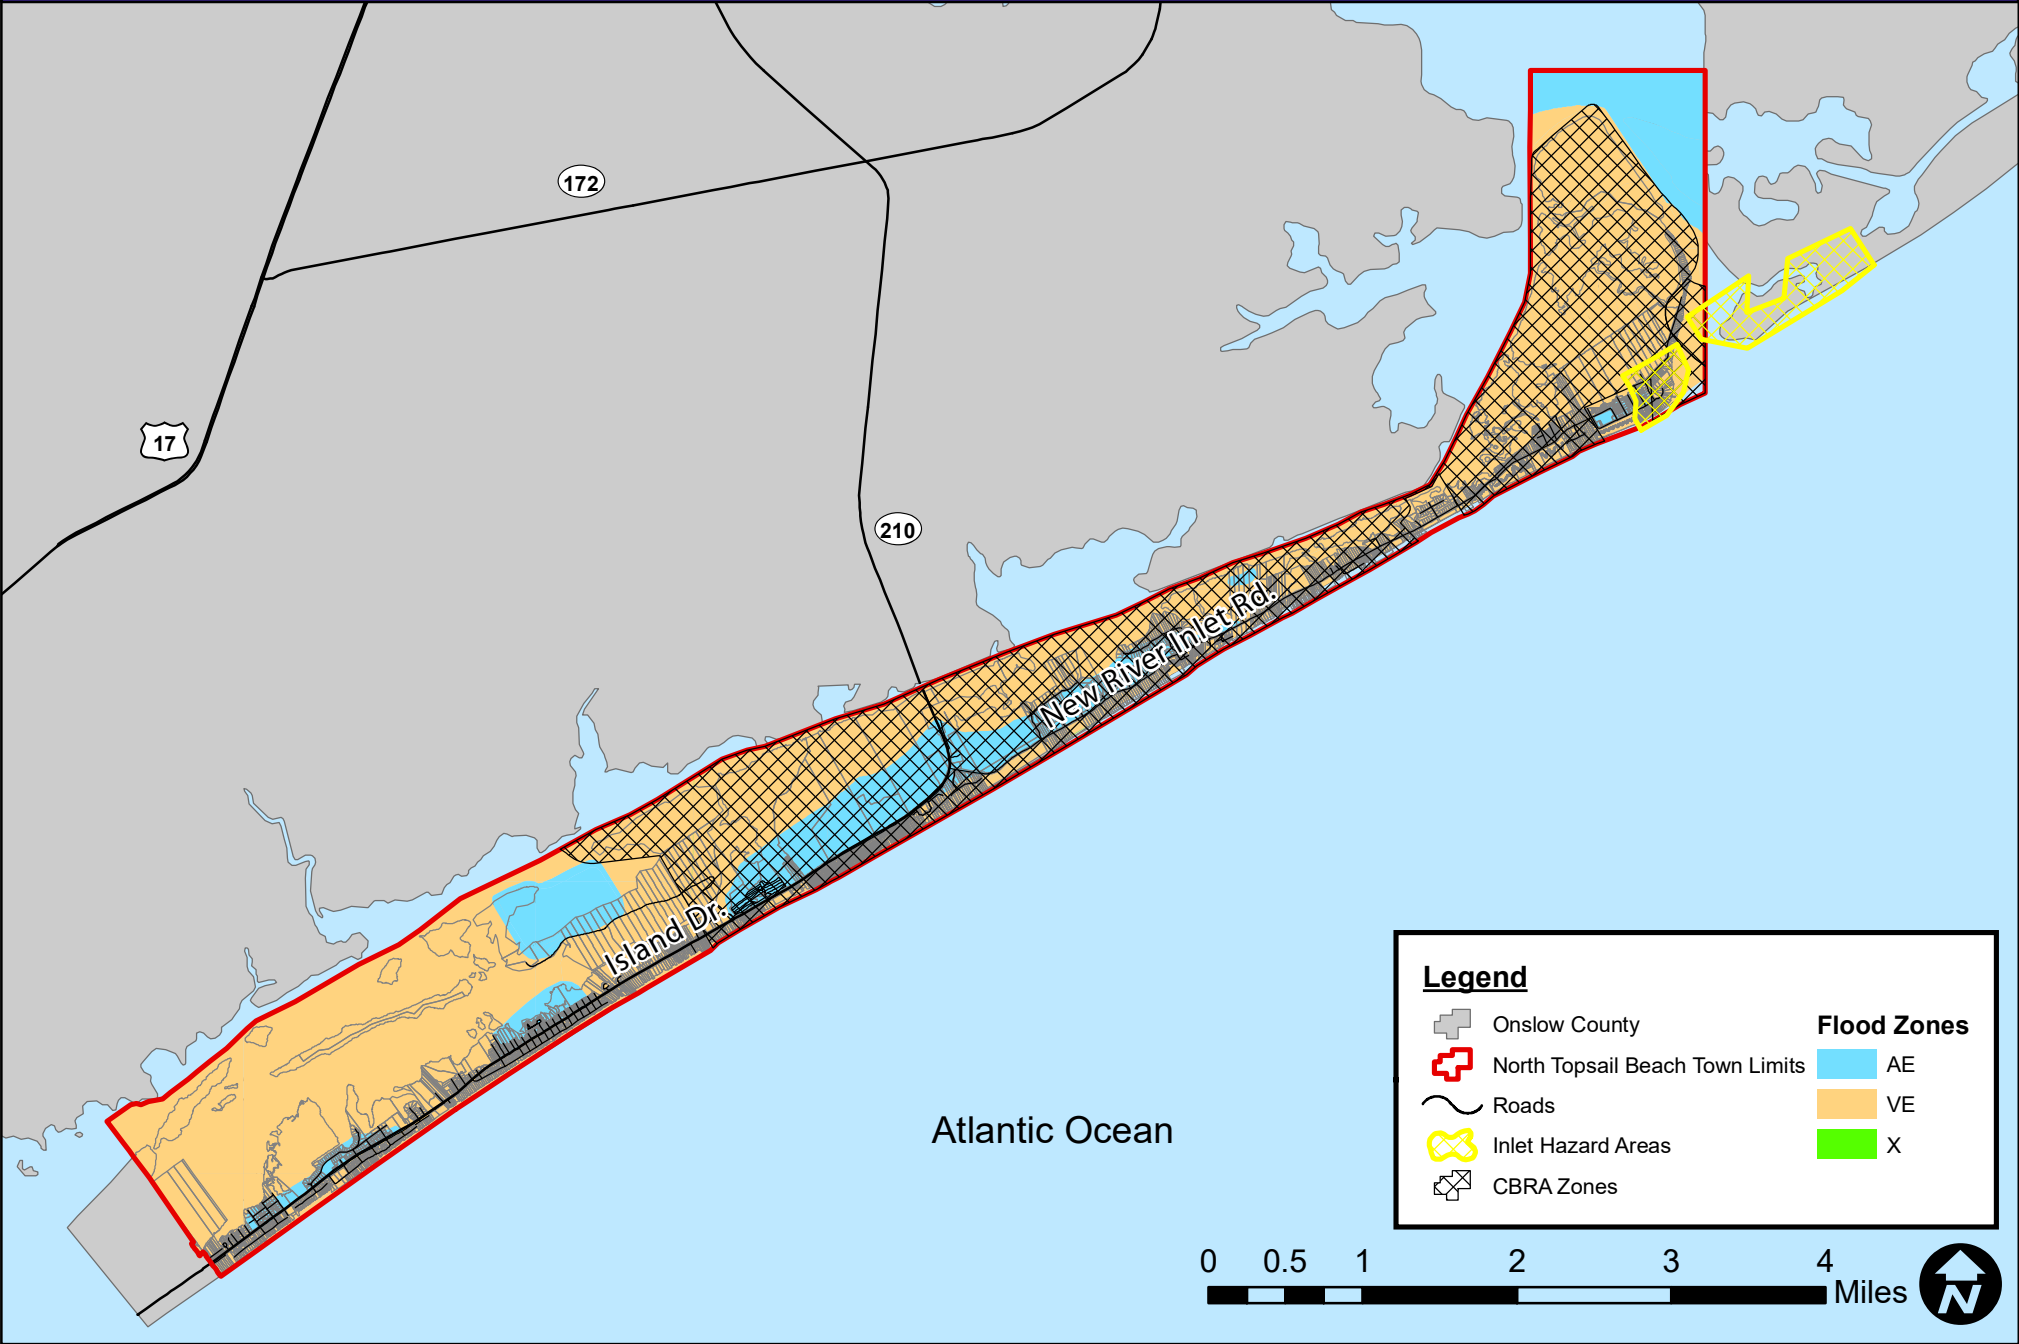 172
17
210
New River Inlet Rd.
Island Dr.
Atlantic Ocean
Legend
Onslow County
North Topsail Beach Town Limits
Roads
Inlet Hazard Areas
CBRA Zones
Flood Zones
AE
VE
X
0 0.5 1 2 3 4
Miles
N